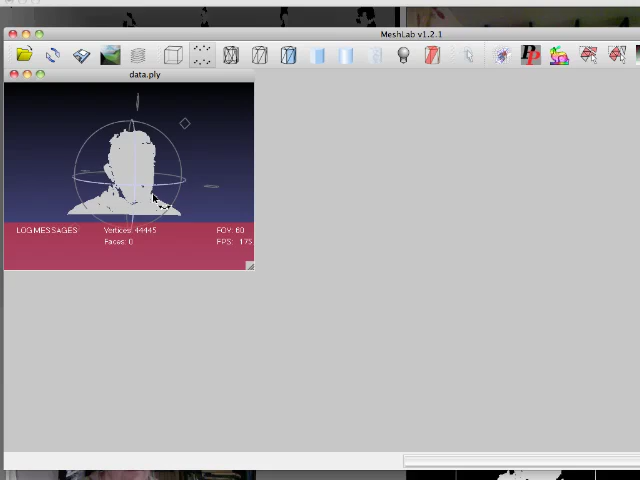 MeshLab v1.2.1
data.ply
LOG MESSAGES
Vertices: 44445
FOV: 60
Faces: 0
FPS: 175